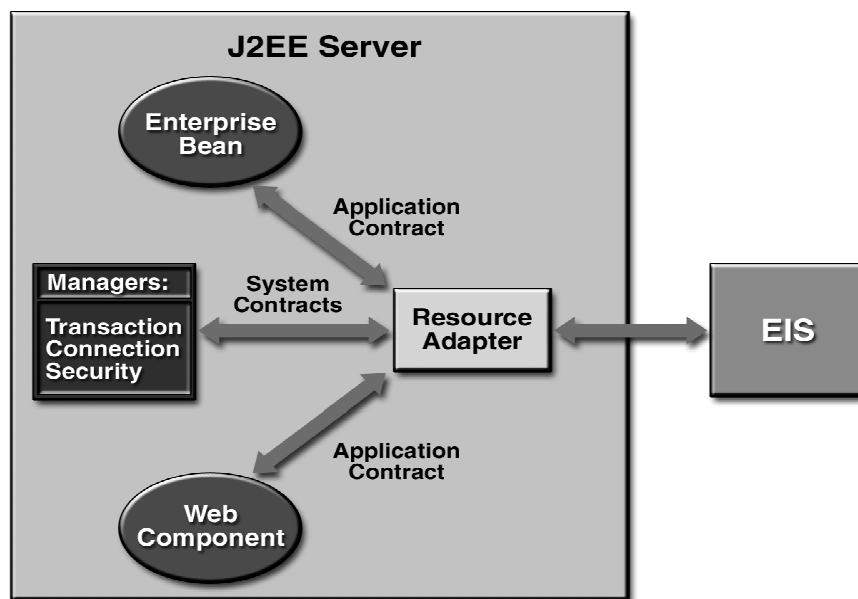 J2EE Server
Enterprise
Bean
Application
Contract
Managers:
Transaction
Connection
Security
System
Contracts
Resource
Adapter
EIS
Application
Contract
Web
Component